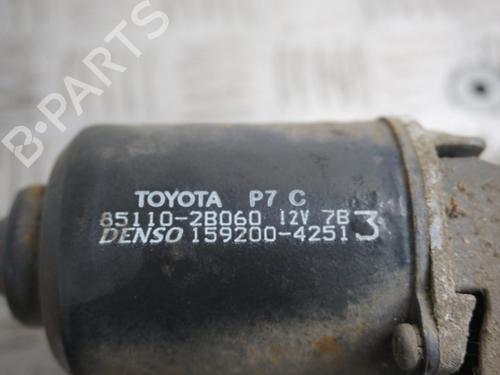 B-PARTS
TOYOTA P7 C
85110-2B060 12V 7B
DENSO 159200-4251 3